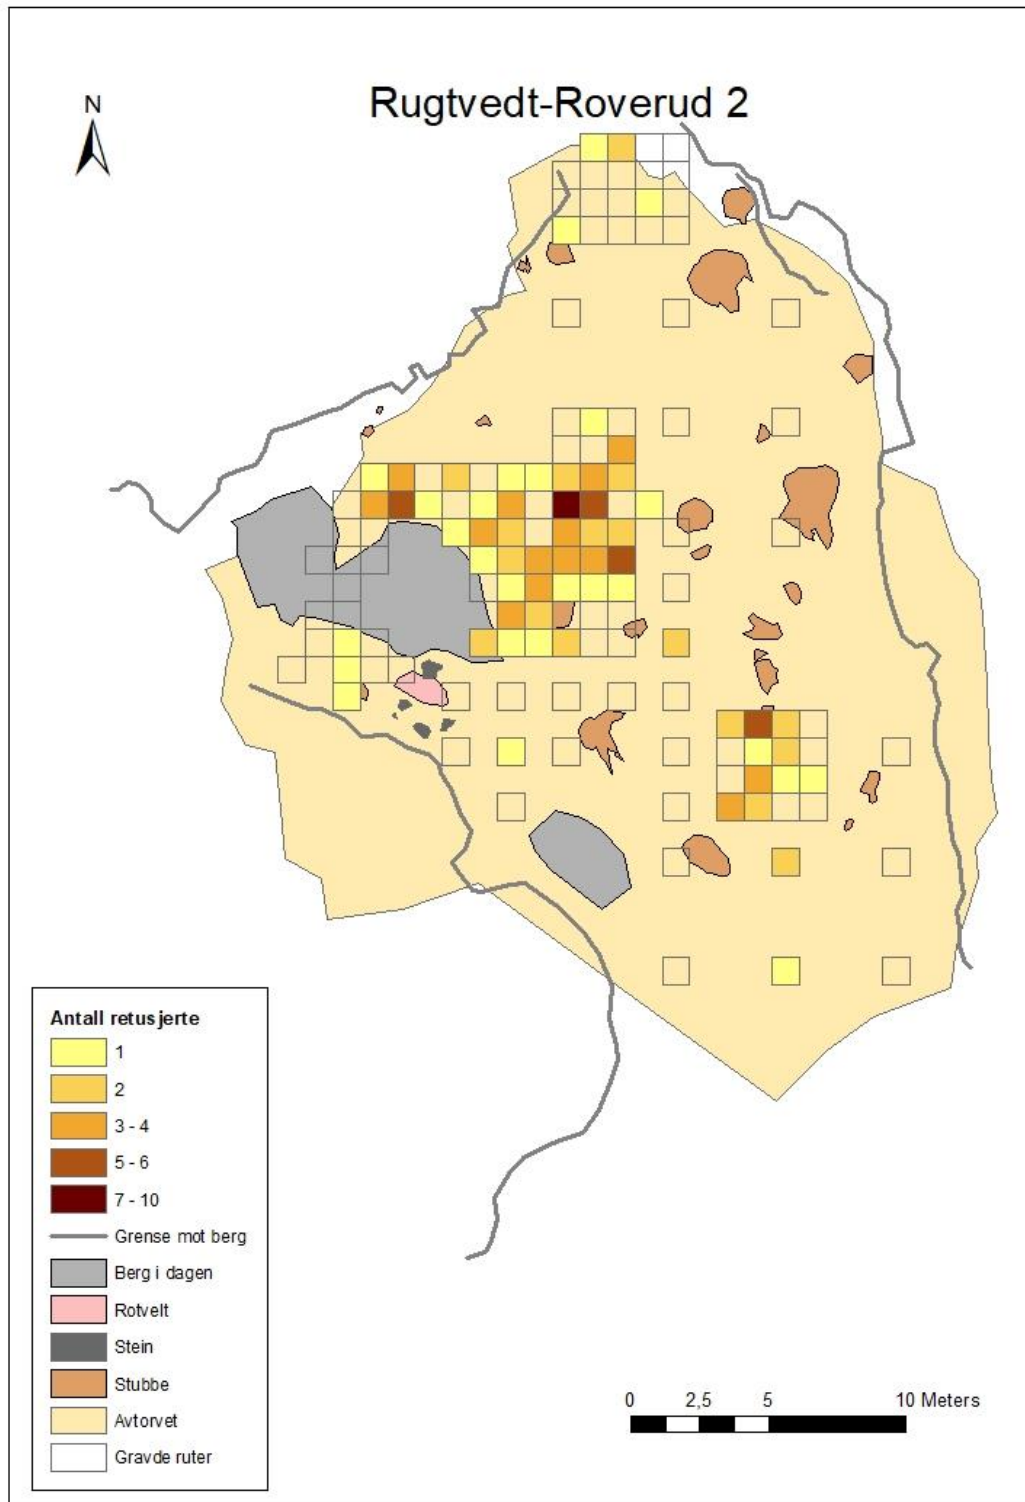 Rugtvedt-Roverud 2
N
Antall retusjerte
1
2
3 - 4
5 - 6
7 - 10
Grense mot berg
Berg i dagen
Rotvelt
Stein
Stubbe
Avtorvet
Gravde ruter
0 2,5 5 10 Meters